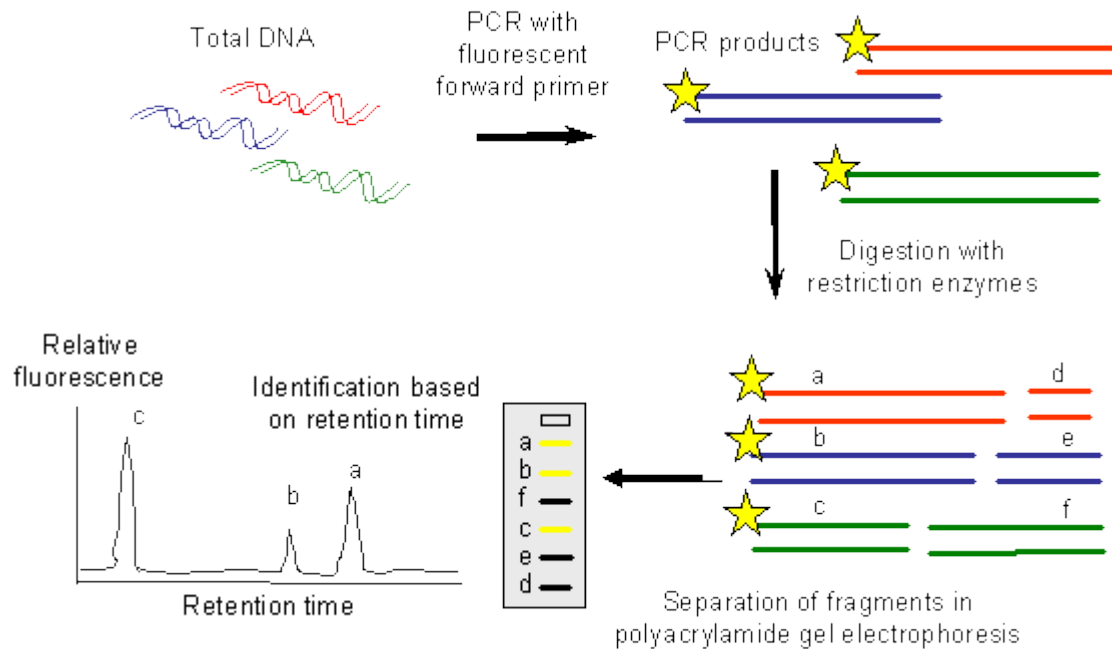 Total DNA
PCR with
fluorescent
forward primer
PCR products
Digestion with
restriction enzymes
a
d
b
e
c
f
Separation of fragments in
polyacrylamide gel electrophoresis
a
b
f
c
e
d
Relative
fluorescence
Identification based
on retention time
c
b
a
Retention time